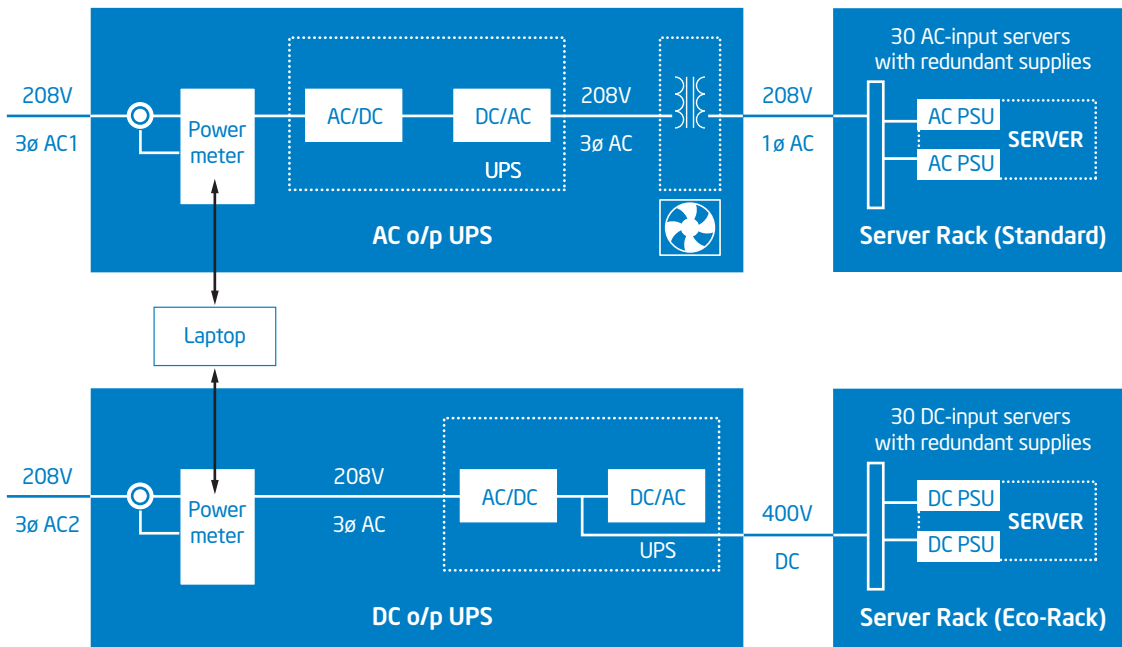 30 AC-input servers
with redundant supplies
208V
3ø AC1
Power
meter
AC/DC
DC/AC
UPS
208V
3ø AC
208V
1ø AC
AC PSU
AC PSU
SERVER
AC o/p UPS
Server Rack (Standard)
Laptop
30 DC-input servers
with redundant supplies
208V
3ø AC2
Power
meter
208V
3ø AC
AC/DC
DC/AC
UPS
400V
DC
DC PSU
DC PSU
SERVER
DC o/p UPS
Server Rack (Eco-Rack)